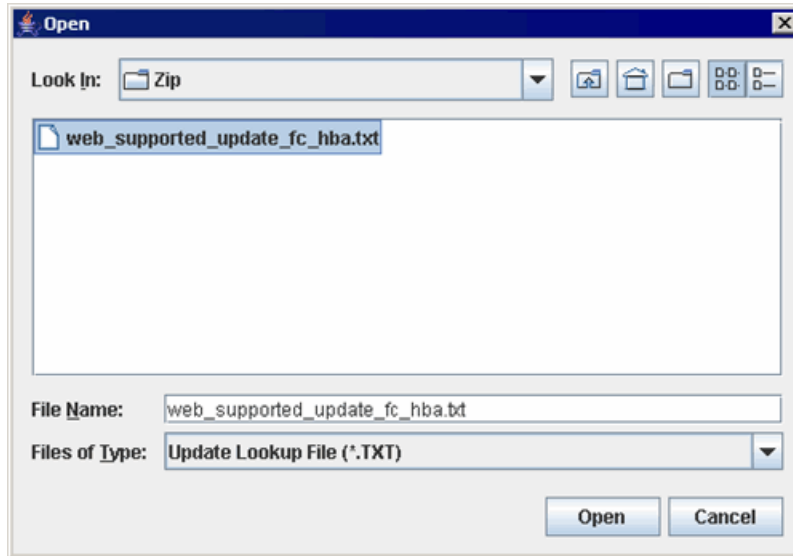 Open
Look In: Zip
web_supported_update_fc_hba.txt
File Name: web_supported_update_fc_hba.txt
Files of Type: Update Lookup File (*.TXT)
Open Cancel